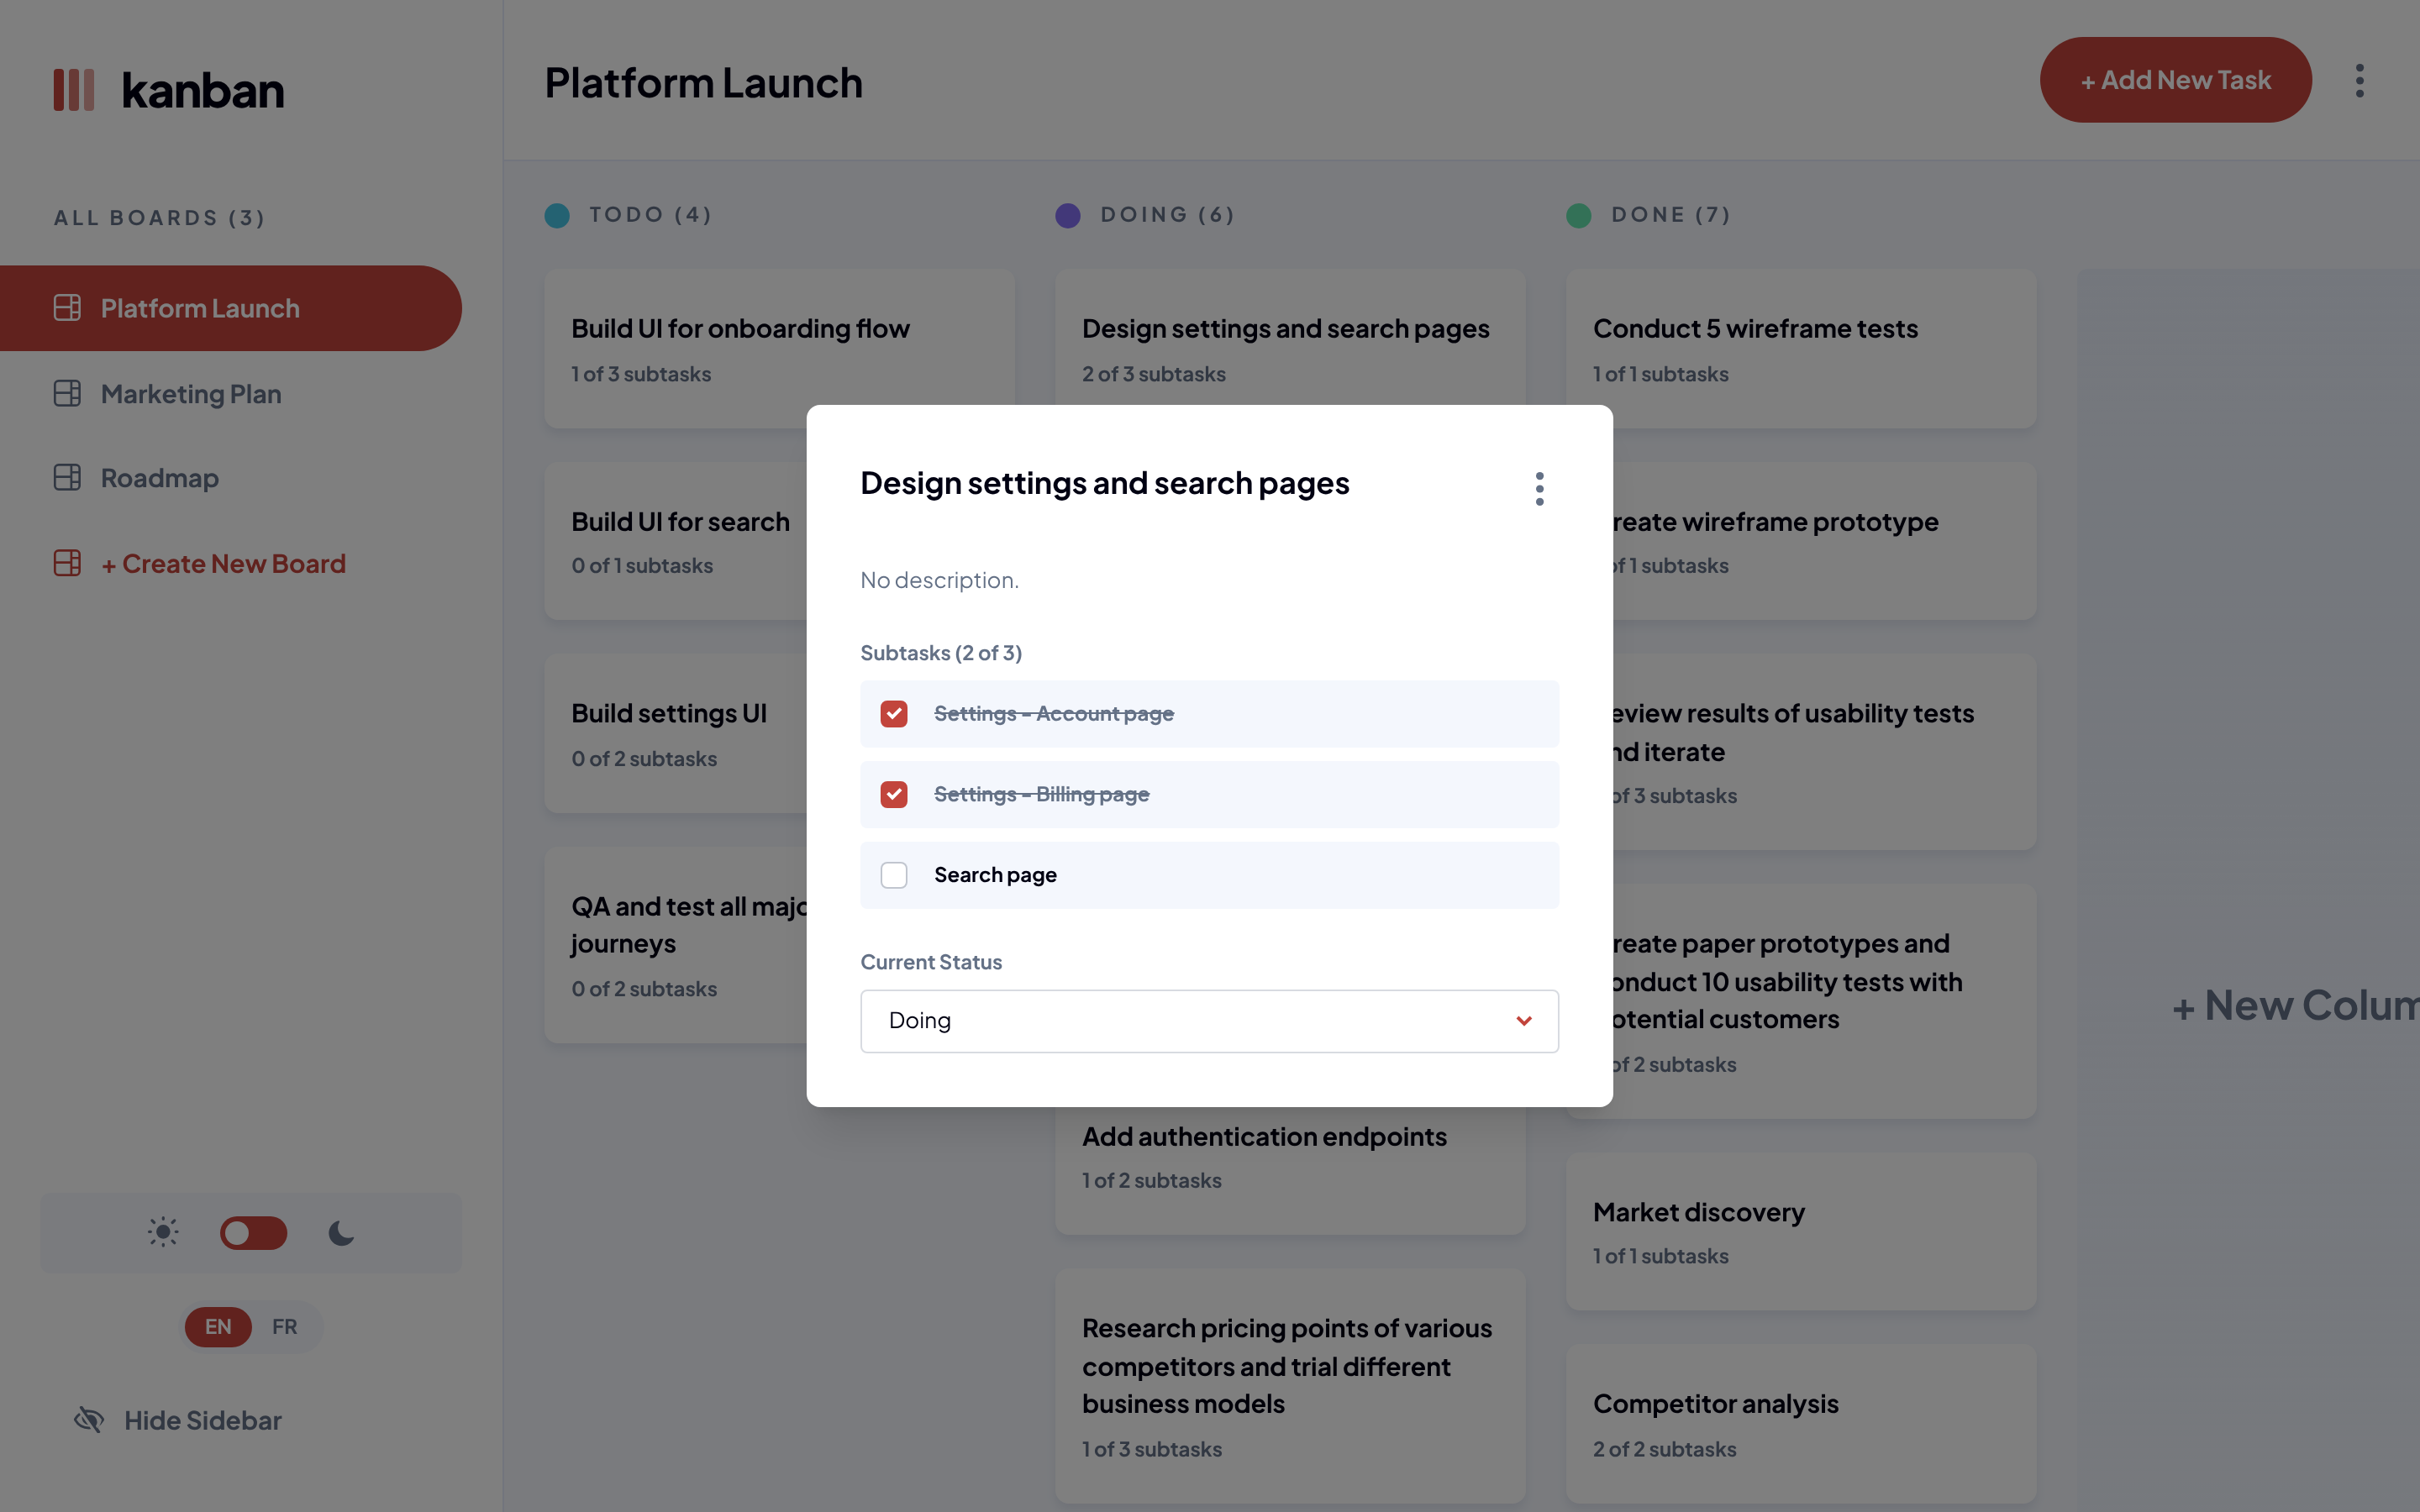 kanban
ALL BOARDS (3)
Platform Launch
Marketing Plan
Roadmap
+ Create New Board
EN
FR
Hide Sidebar
Platform Launch
+ Add New Task
TODO (4)
Build UI for onboarding flow
1 of 3 subtasks
Build UI for search
0 of 1 subtasks
Build settings UI
0 of 2 subtasks
QA and test all
journeys
0 of 2 subtasks
DOING (6)
Design settings and search pages
2 of 3 subtasks
Add authentication endpoints
1 of 2 subtasks
Research pricing points of various
competitors and trial different
business models
1 of 3 subtasks
DONE (7)
Conduct 5 wireframe tests
1 of 1 subtasks
wireframe prototype
of 1 subtasks
results of usability tests
iterate
of 3 subtasks
paper prototypes and
10 usability tests with
customers
of 2 subtasks
Market discovery
1 of 1 subtasks
Competitor analysis
2 of 2 subtasks
+ New
Design settings and search pages
No description.
Subtasks (2 of 3)
Settings - Account page
Settings - Billing page
Search page
Current Status
Doing